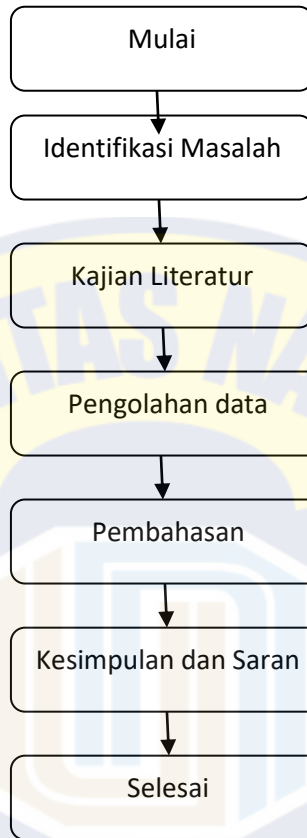 Mulai
Identifikasi Masalah
Kajian Literatur
Pengolahan data
Pembahasan
Kesimpulan dan Saran
Selesai